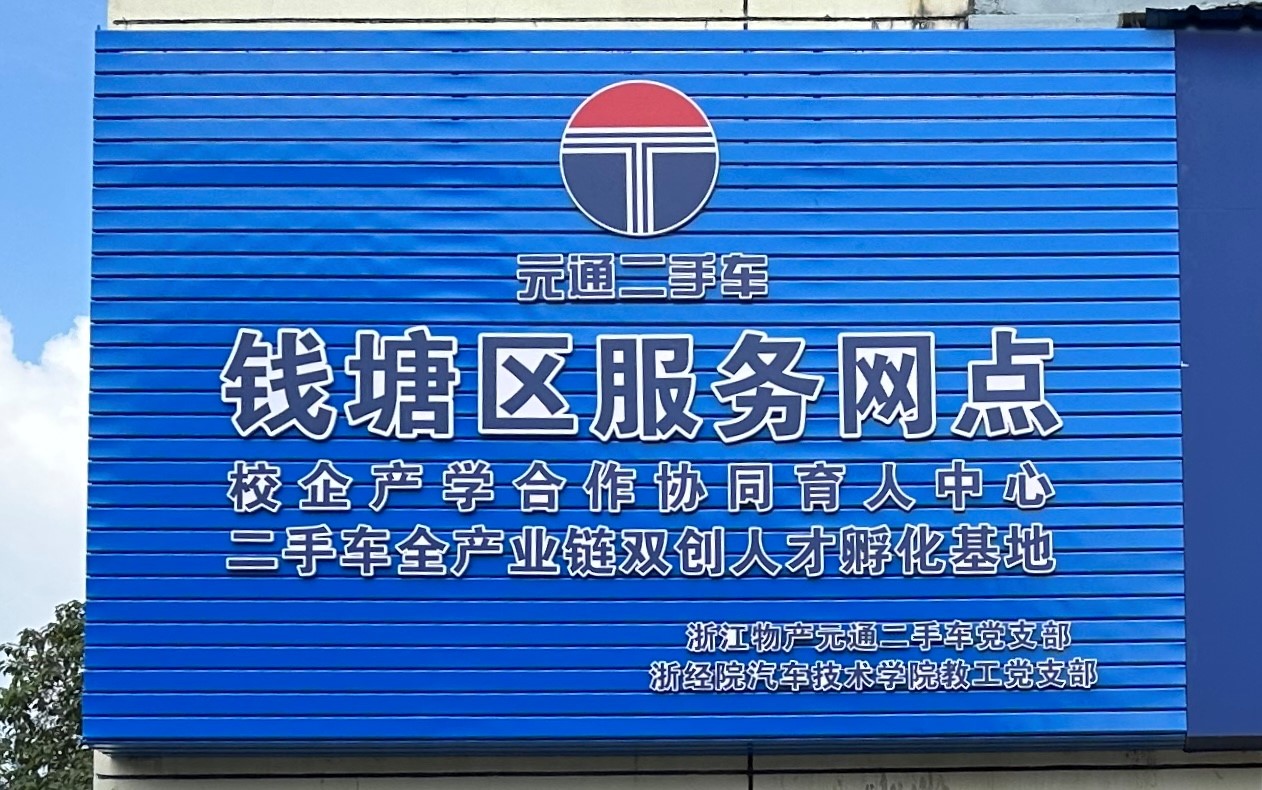 元通二手车
钱塘区服务网点
校企产学合作协同育人中心
二手车全产业链双创人才孵化基地
浙江物产元通二手车党支部
浙经院汽车技术学院教工党支部